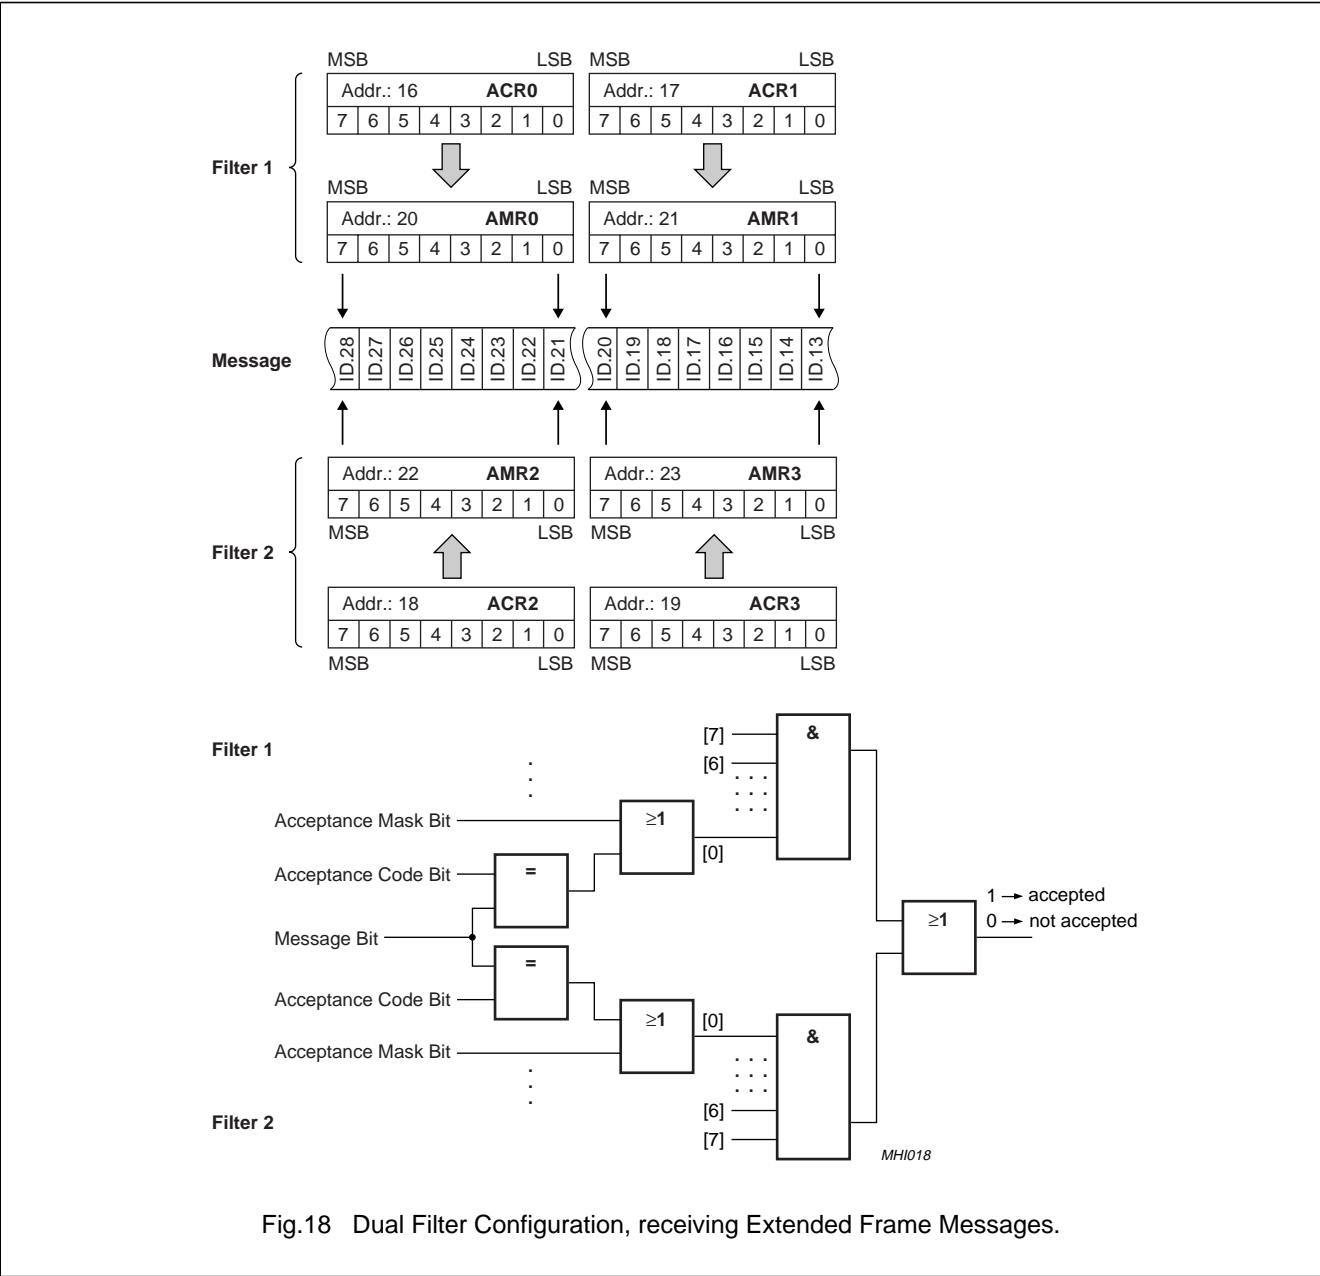 MSB LSB MSB LSB
Addr.: 16 ACR0 Addr.: 17 ACR1
7 6 5 4 3 2 1 0 7 6 5 4 3 2 1 0
Filter 1
MSB LSB MSB LSB
Addr.: 20 AMR0 Addr.: 21 AMR1
7 6 5 4 3 2 1 0 7 6 5 4 3 2 1 0
Message
ID.28 ID.27 ID.26 ID.25 ID.24 ID.23 ID.22 ID.21 ID.20 ID.19 ID.18 ID.17 ID.16 ID.15 ID.14 ID.13
Addr.: 22 AMR2 Addr.: 23 AMR3
7 6 5 4 3 2 1 0 7 6 5 4 3 2 1 0
MSB LSB MSB LSB
Filter 2
Addr.: 18 ACR2 Addr.: 19 ACR3
7 6 5 4 3 2 1 0 7 6 5 4 3 2 1 0
MSB LSB MSB LSB
Filter 1
[7] &
[6]
Acceptance Mask Bit ≥1
[0]
Acceptance Code Bit =
1 → accepted
≥1 0 → not accepted
Message Bit
=
Acceptance Code Bit
≥1 [0] &
Acceptance Mask Bit
[6]
Filter 2
[7]
MHI018
Fig.18 Dual Filter Configuration, receiving Extended Frame Messages.